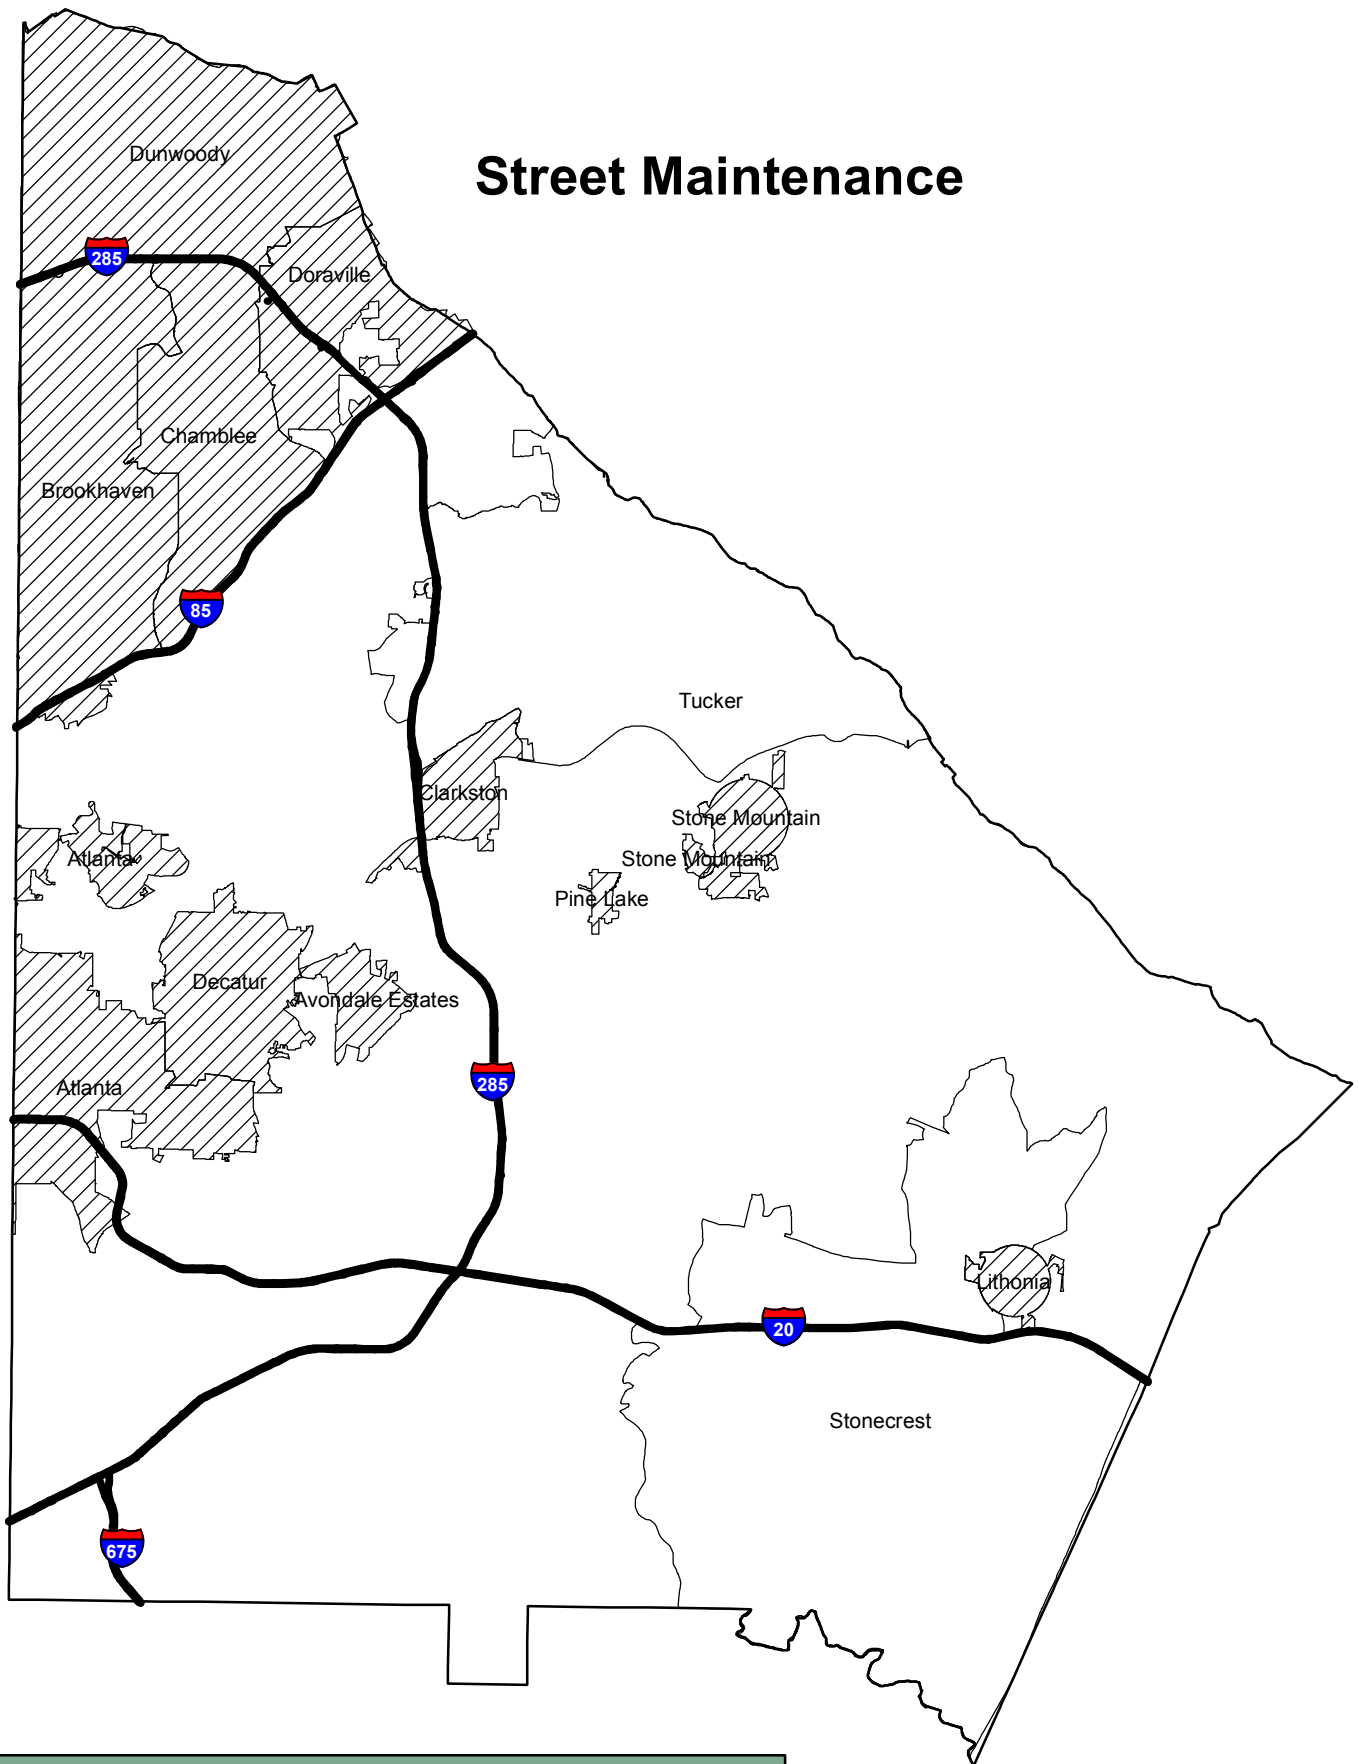 Dunwoody
Street Maintenance
285
Doraville
Chamblee
Brookhaven
85
Tucker
Clarkston
Stone Mountain
Atlanta
Stone Mountain
Pine Lake
Decatur
Avondale Estates
285
Atlanta
Lithonia
20
Stonecrest
675